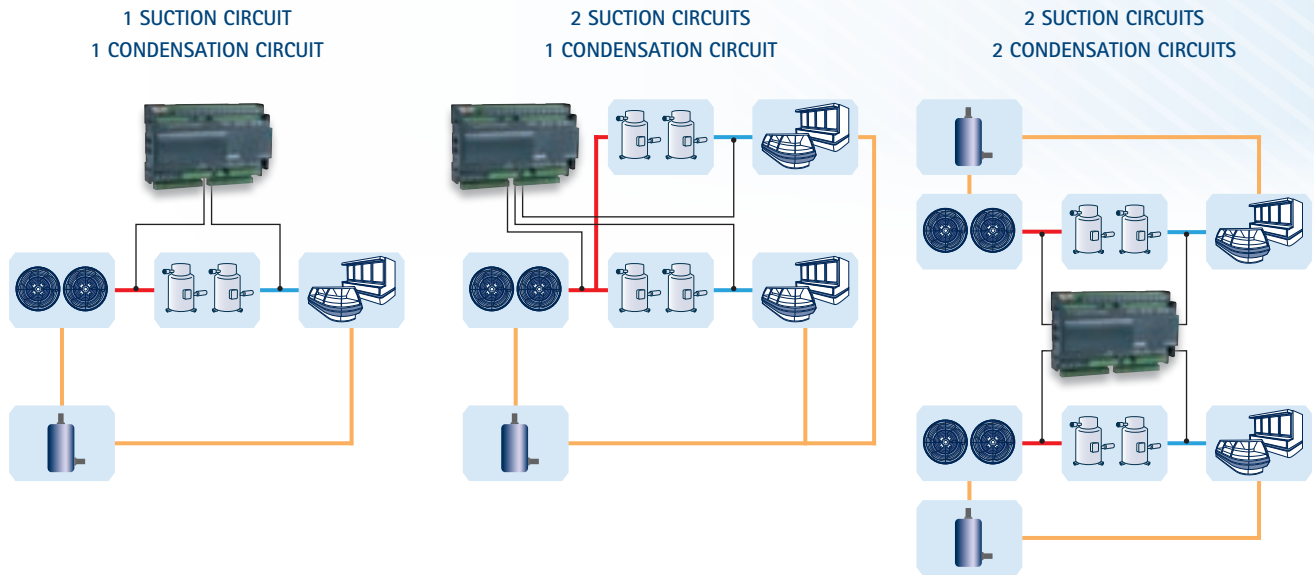 1 SUCTION CIRCUIT
1 CONDENSATION CIRCUIT
2 SUCTION CIRCUITS
1 CONDENSATION CIRCUIT
2 SUCTION CIRCUITS
2 CONDENSATION CIRCUITS